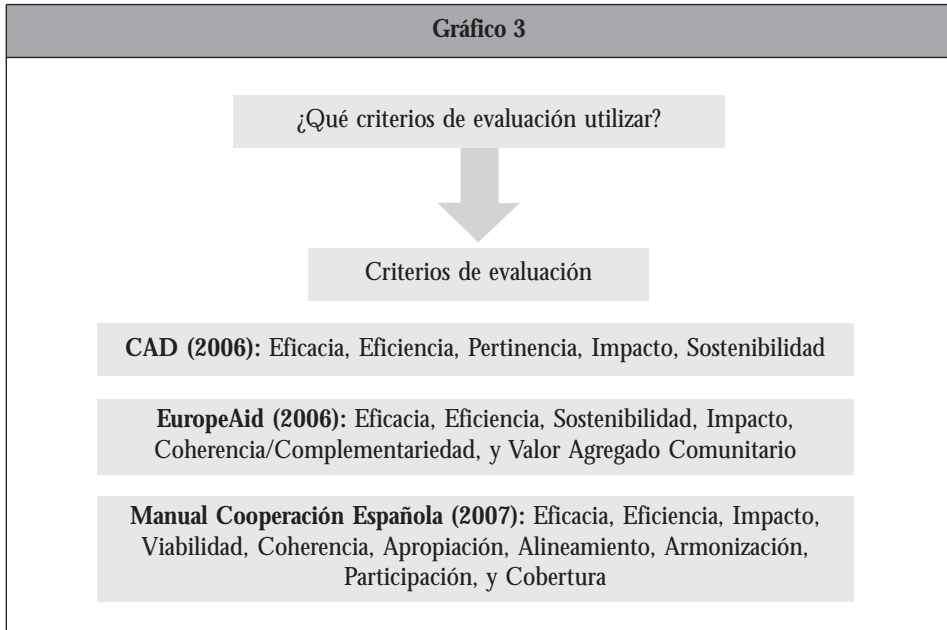 Gráfico 3
¿Qué criterios de evaluación utilizar?
Criterios de evaluación
CAD (2006): Eficacia, Eficiencia, Pertinencia, Impacto, Sostenibilidad
EuropeAid (2006): Eficacia, Eficiencia, Sostenibilidad, Impacto,
Coherencia/Complementariedad, y Valor Agregado Comunitario
Manual Cooperación Española (2007): Eficacia, Eficiencia, Impacto,
Viabilidad, Coherencia, Apropiación, Alineamiento, Armonización,
Participación, y Cobertura